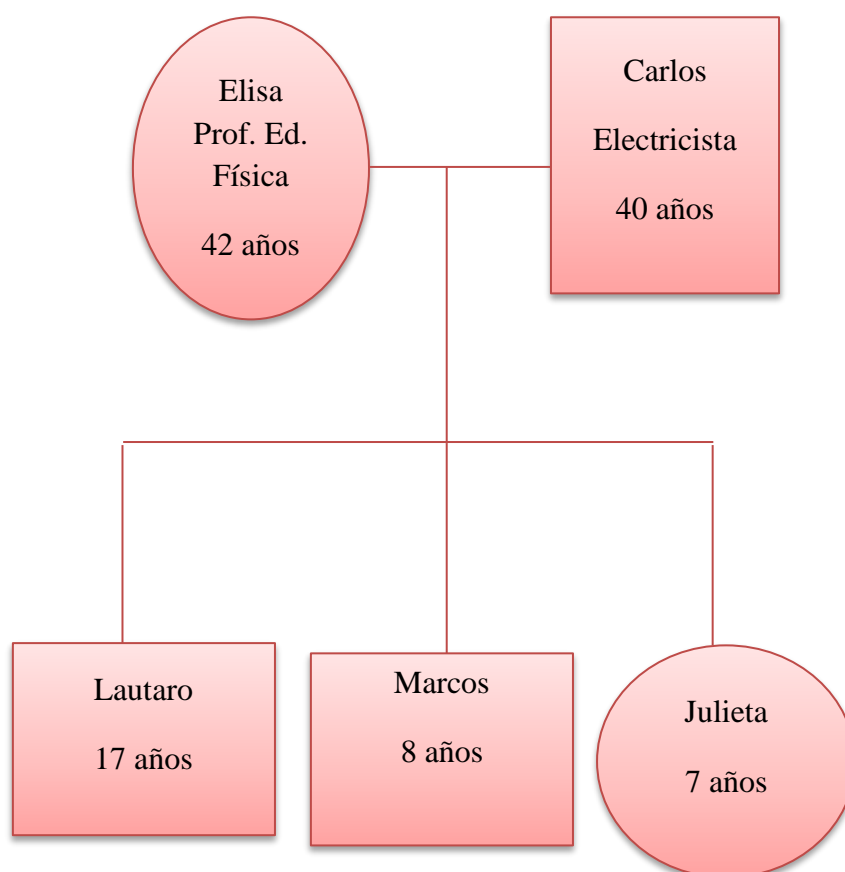 Elisa
Prof. Ed.
Física
42 años
Carlos
Electricista
40 años
Lautaro
17 años
Marcos
8 años
Julieta
7 años